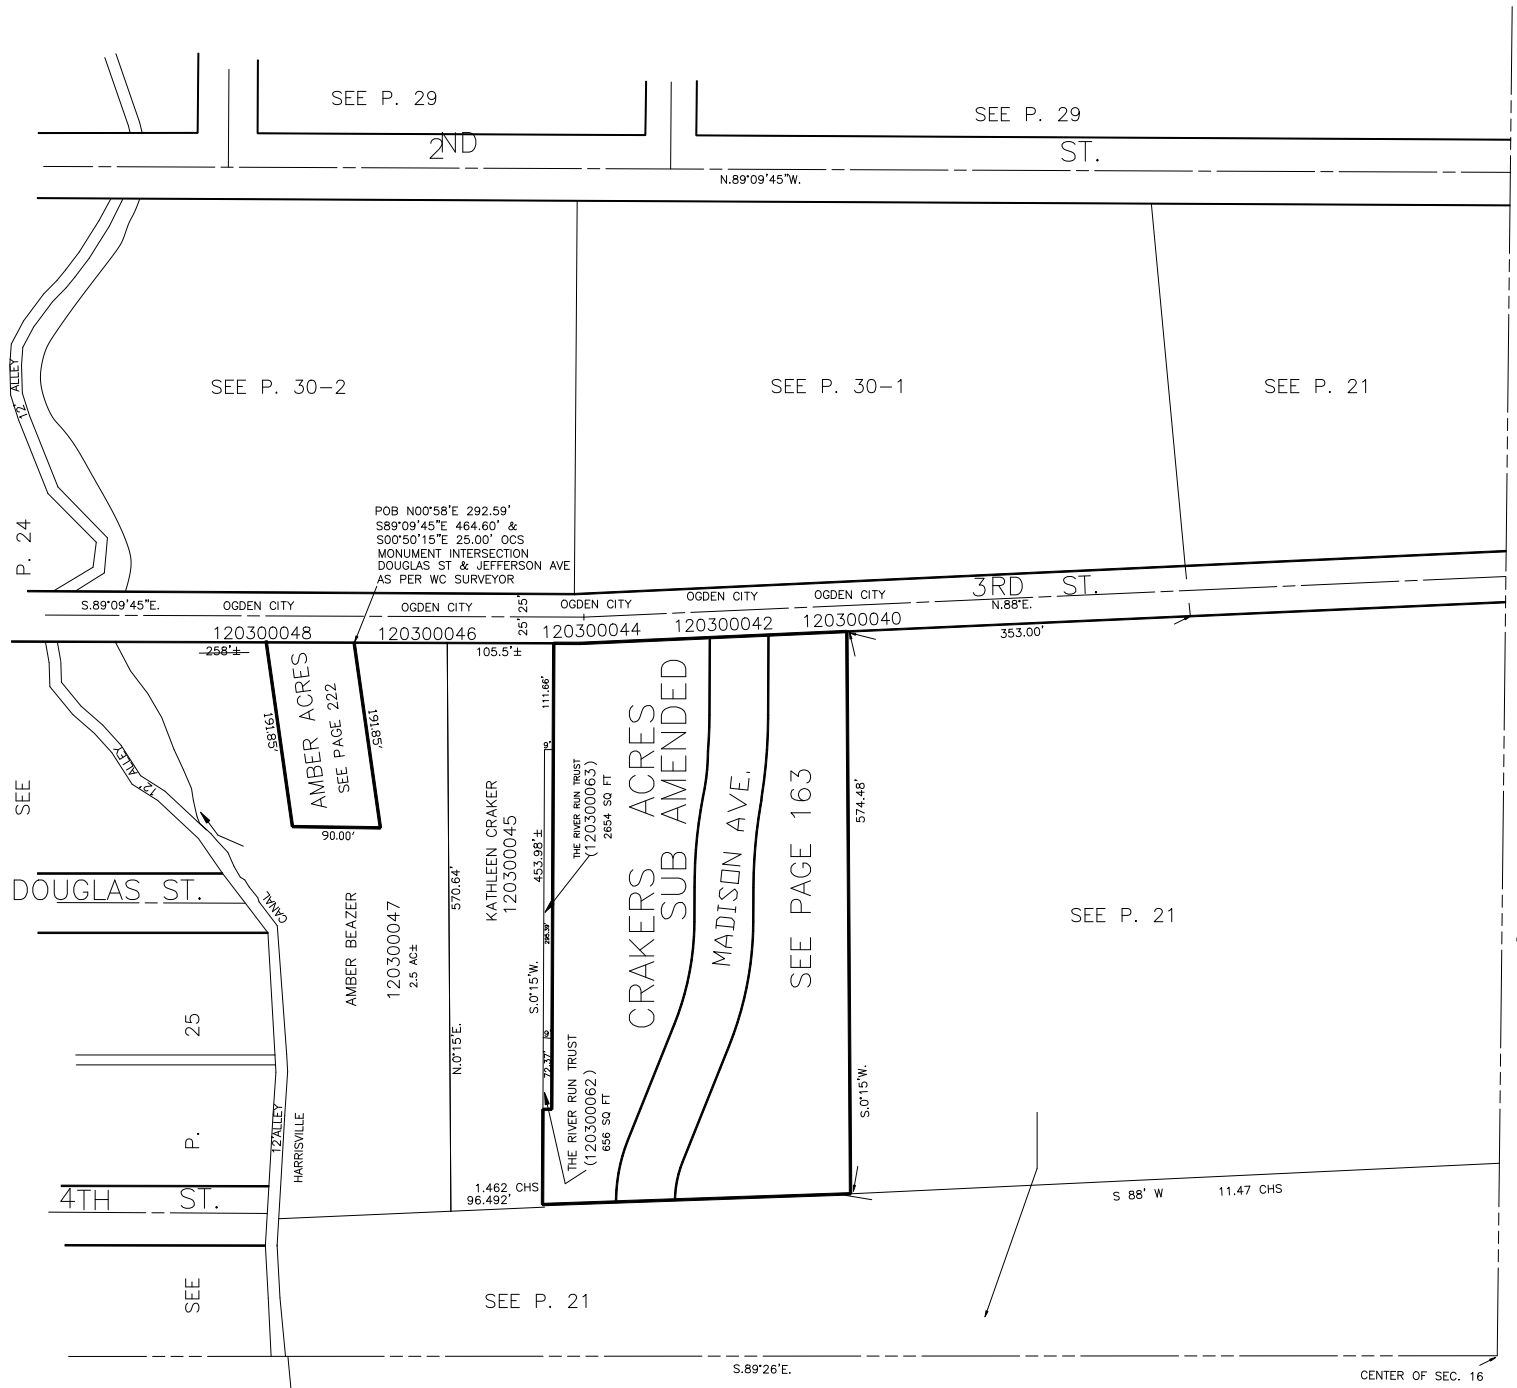 SEE P. 29
SEE P. 29
2ND
ST.
N.89°09'45"W.
12' ALLEY
SEE P. 30-2
SEE P. 30-1
SEE P. 21
P. 24
POB N00°58'E 292.59'
S89°09'45"E 464.60' &
S00°50'15"E 25.00' OCS
MONUMENT INTERSECTION
DOUGLAS ST & JEFFERSON AVE
AS PER WC SURVEYOR
S.89°09'45"E.
OGDEN CITY
OGDEN CITY
25' 25'
OGDEN CITY
OGDEN CITY
OGDEN CITY
3RD ST.
N.88°E.
120300048
120300046
120300044
120300042
120300040
353.00'
258'±
105.5'±
191.85'
AMBER ACRES
SEE PAGE 222
191.85'
90.00'
111.66'
9'
THE RIVER RUN TRUST
(120300063)
2654 SQ FT
CRAKERS ACRES
SUB AMENDED
MADISON AVE.
SEE PAGE 163
574.48'
SEE
12' ALLEY
KATHLEEN CRAKER
120300045
453.98'±
570.64'
295.39'
DOUGLAS ST.
CANAL
AMBER BEAZER
120300047
2.5 AC±
SEE P. 21
S.0°15'W.
N.0°15'E.
9'
72.37'
25
P.
THE RIVER RUN TRUST
(120300062)
656 SQ FT
S.0°15'W.
12'ALLEY
HARRISVILLE
4TH ST.
1.462 CHS
96.492'
S 88' W
11.47 CHS
SEE
SEE P. 21
S.89°26'E.
CENTER OF SEC. 16